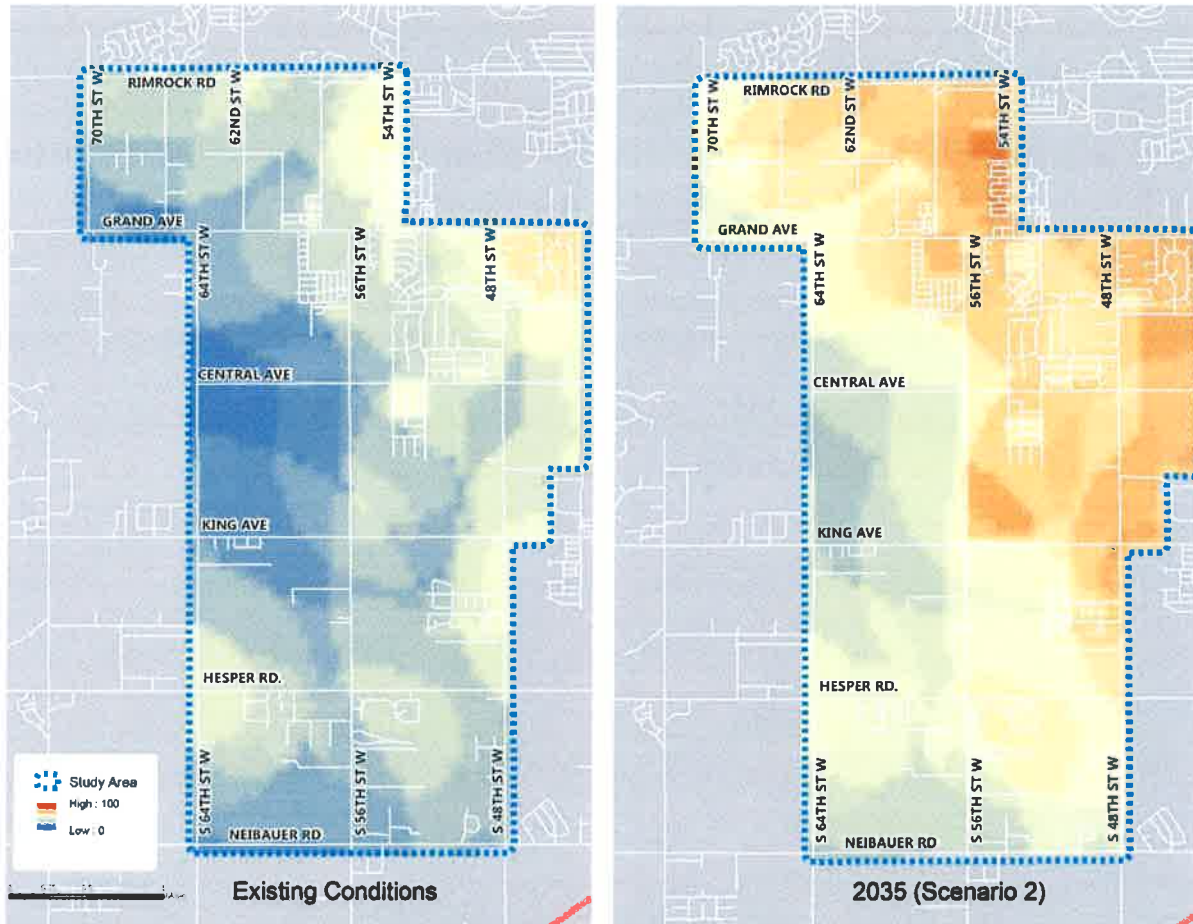 RIMROCK RD
70TH ST W
62ND ST W
54TH ST W
GRAND AVE
64TH ST W
56TH ST W
48TH ST W
CENTRAL AVE
KING AVE
HESPER RD.
S 64TH ST W
S 56TH ST W
S 48TH ST W
NEIBAUER RD
Study Area
High : 100
Low : 0
Existing Conditions
RIMROCK RD
70TH ST W
62ND ST W
54TH ST W
GRAND AVE
64TH ST W
56TH ST W
48TH ST W
CENTRAL AVE
KING AVE
HESPER RD.
S 64TH ST W
S 56TH ST W
S 48TH ST W
NEIBAUER RD
2035 (Scenario 2)